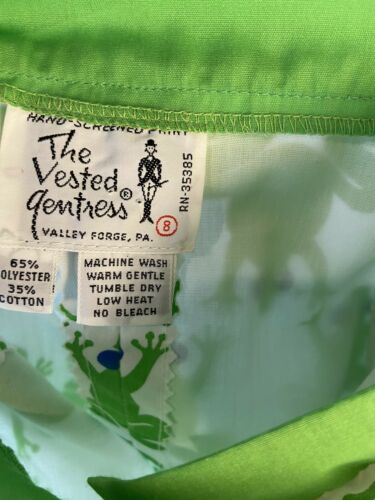 HAND-SCREENED PRINT
The
Vested
Gentress®
VALLEY FORGE, PA.
8
RN-35385
65%
POLYESTER
35%
COTTON
MACHINE WASH
WARM GENTLE
TUMBLE DRY
LOW HEAT
NO BLEACH